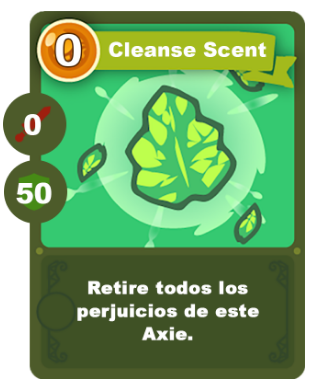 0
Cleanse Scent
0
50
Retire todos los
perjuicios de este
Axie.